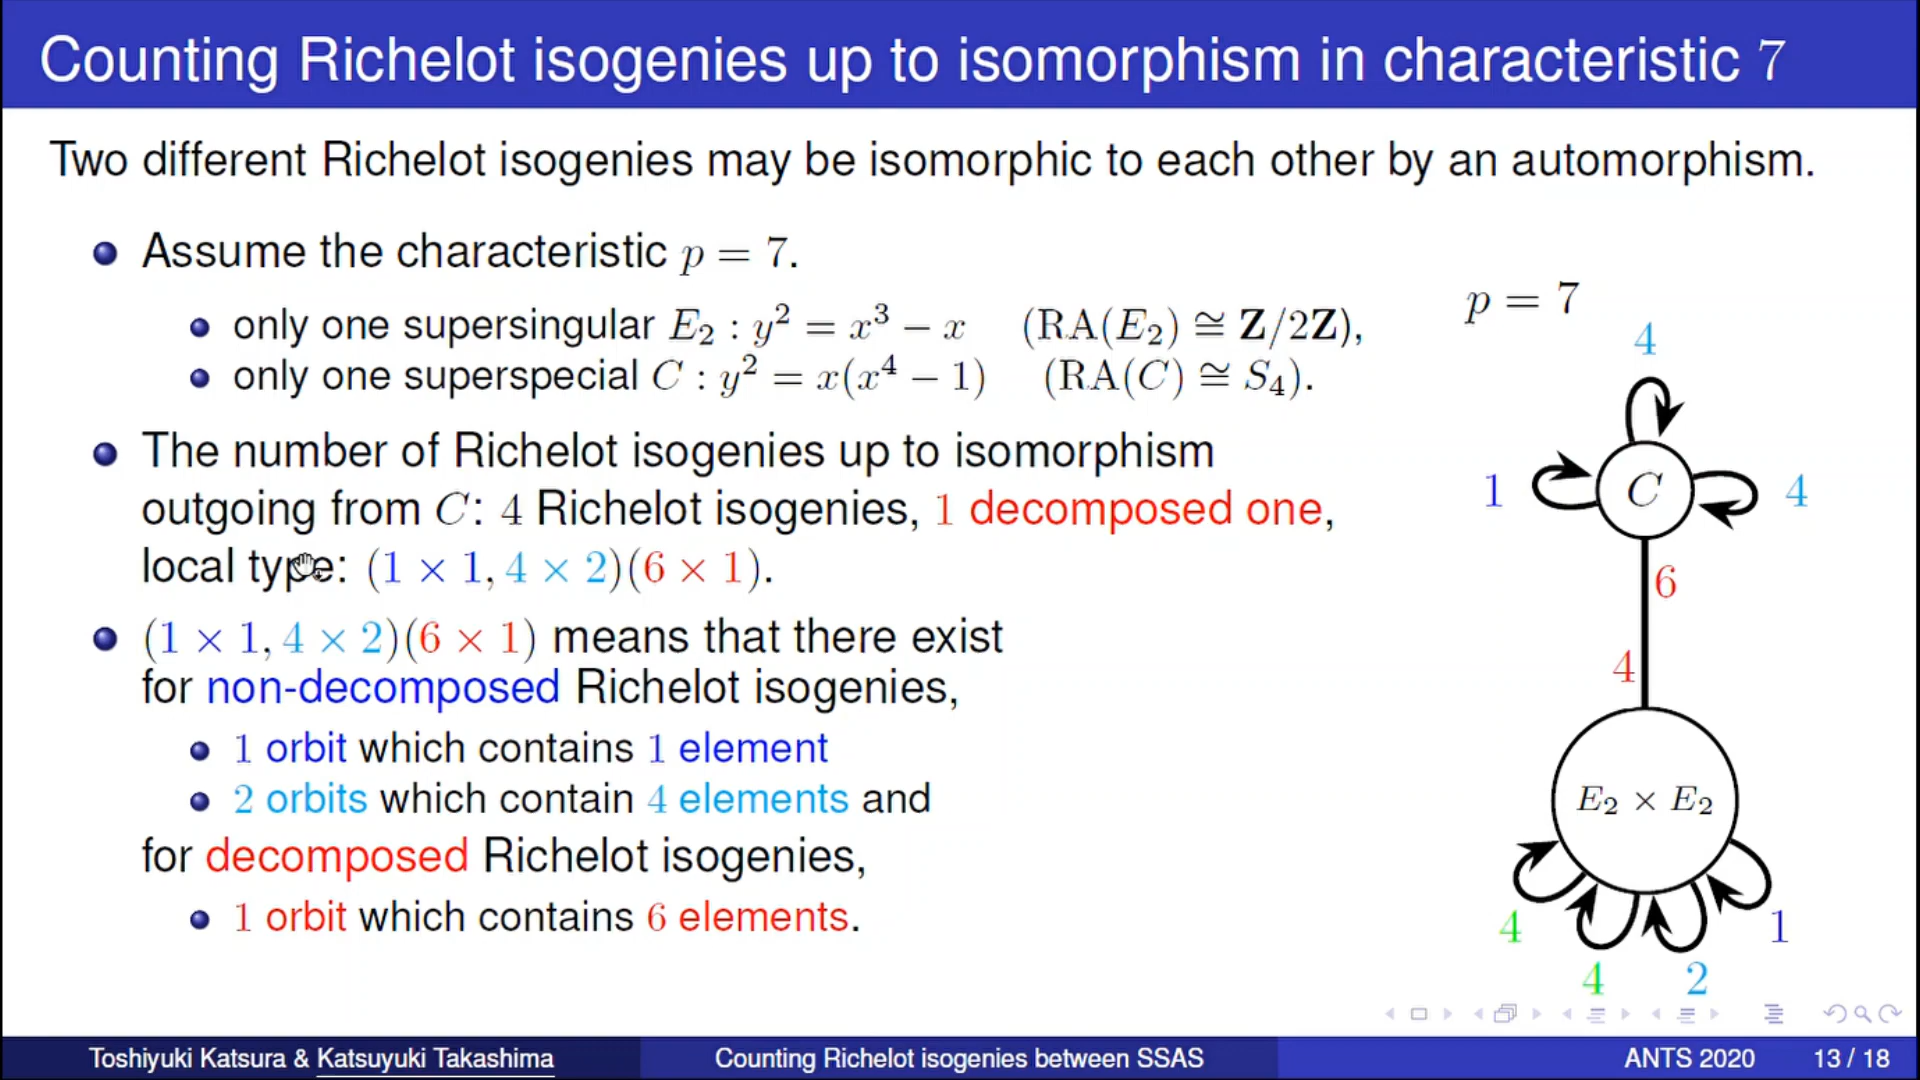 Counting Richelot isogenies up to isomorphism in characteristic 7
Two different Richelot isogenies may be isomorphic to each other by an automorphism.
Assume the characteristic p = 7.
only one supersingular E₂ : y² = x³ − x (RA(E₂) ≅ Z/2Z),
only one superspecial C : y² = x(x⁴ − 1) (RA(C) ≅ S₄).
The number of Richelot isogenies up to isomorphism
outgoing from C: 4 Richelot isogenies, 1 decomposed one,
local type: (1 × 1, 4 × 2)(6 × 1).
(1 × 1, 4 × 2)(6 × 1) means that there exist
for non-decomposed Richelot isogenies,
1 orbit which contains 1 element
2 orbits which contain 4 elements and
for decomposed Richelot isogenies,
1 orbit which contains 6 elements.
p = 7
4
1 C 4
6
4
E₂ × E₂
4 1
4 2
Toshiyuki Katsura & Katsuyuki Takashima Counting Richelot isogenies between SSAS ANTS 2020 13 / 18